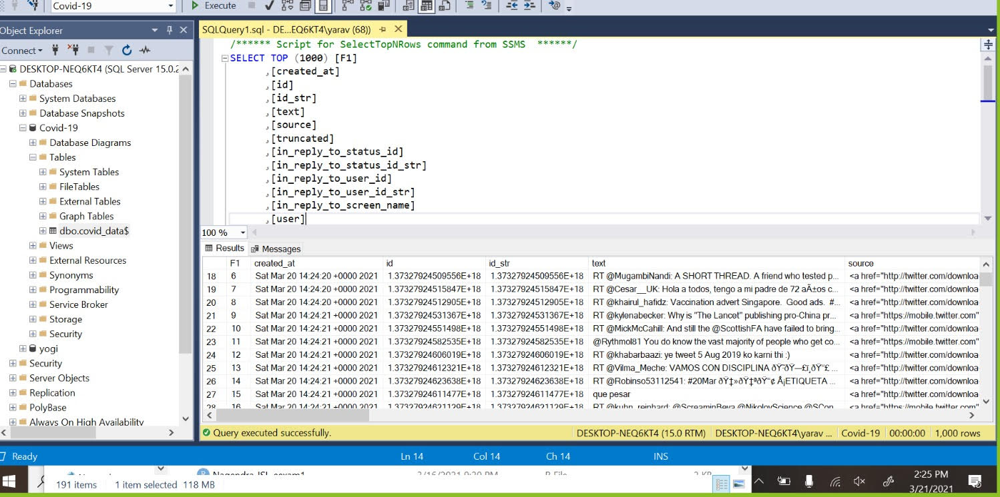 Covid-19
Execute
Object Explorer
SQLQuery1.sql - DE...EQ6KT4\yarav (68))
Connect
DESKTOP-NEQ6KT4 (SQL Server 15.0.2
Databases
System Databases
Database Snapshots
Covid-19
Database Diagrams
Tables
System Tables
FileTables
External Tables
Graph Tables
dbo.covid_data$
Views
External Resources
Synonyms
Programmability
Service Broker
Storage
Security
yogi
Security
Server Objects
Replication
PolyBase
Always On High Availability
/****** Script for SelectTopNRows command from SSMS ******/
SELECT TOP (1000) [F1]
,[created_at]
,[id]
,[id_str]
,[text]
,[source]
,[truncated]
,[in_reply_to_status_id]
,[in_reply_to_status_id_str]
,[in_reply_to_user_id]
,[in_reply_to_user_id_str]
,[in_reply_to_screen_name]
,[user]
100 %
Results Messages
F1 created_at id id_str text source
18 6 Sat Mar 20 14:24:20 +0000 2021 1.37327924509556E+18 1.37327924509556E+18 RT @MugambiNandi: A SHORT THREAD. A friend who tested p... <a href="http://twitter.com/downloa
19 7 Sat Mar 20 14:24:20 +0000 2021 1.37327924515847E+18 1.37327924515847E+18 RT @Cesar__UK: Hola a todos, tengo a mi padre de 72 aÃ±os c... <a href="http://twitter.com/downloa
20 8 Sat Mar 20 14:24:20 +0000 2021 1.37327924512905E+18 1.37327924512905E+18 RT @khairul_hafidz: Vaccination advert Singapore. Good ads. #... <a href="http://twitter.com/downloa
21 9 Sat Mar 20 14:24:21 +0000 2021 1.37327924531367E+18 1.37327924531367E+18 RT @kylenabecker: Why is "The Lancet" publishing pro-China pr... <a href="https://mobile.twitter.com"
22 10 Sat Mar 20 14:24:21 +0000 2021 1.37327924551498E+18 1.37327924551498E+18 RT @MickMcCahill: And still the @ScottishFA have failed to bring... <a href="http://twitter.com/downloa
23 11 Sat Mar 20 14:24:21 +0000 2021 1.37327924582535E+18 1.37327924582535E+18 @Rythmol81 You do know the vast majority of people who get co... <a href="https://mobile.twitter.com"
24 12 Sat Mar 20 14:24:21 +0000 2021 1.37327924606019E+18 1.37327924606019E+18 RT @khabarbaazi: ye tweet 5 Aug 2019 ko karni thi :) <a href="http://twitter.com/downloa
25 13 Sat Mar 20 14:24:21 +0000 2021 1.37327924612321E+18 1.37327924612321E+18 RT @Vilma_Meche: VAMOS CON DISCIPLINA <a href="http://twitter.com/downloa
26 14 Sat Mar 20 14:24:21 +0000 2021 1.37327924623638E+18 1.37327924623638E+18 RT @Robinso53112541: #20Mar Â¡ETIQUETA ... <a href="http://twitter.com/downloa
27 15 Sat Mar 20 14:24:21 +0000 2021 1.37327924611477E+18 1.37327924611477E+18 que pesar <a href="http://twitter.com/downloa
28 16 Sat Mar 20 14:24:21 +0000 2021 1.37327924621129E+18 1.37327924621129E+18 RT @kuhn_reinhard: @ScreaminBeya @NikolovScience @SCon <a href="https://mobile.twitter.com"
Query executed successfully. DESKTOP-NEQ6KT4 (15.0 RTM) DESKTOP-NEQ6KT4\yarav ... Covid-19 00:00:00 1,000 rows
Ready Ln 14 Col 14 Ch 14 INS
191 items 1 item selected 118 MB
2:25 PM
3/21/2021